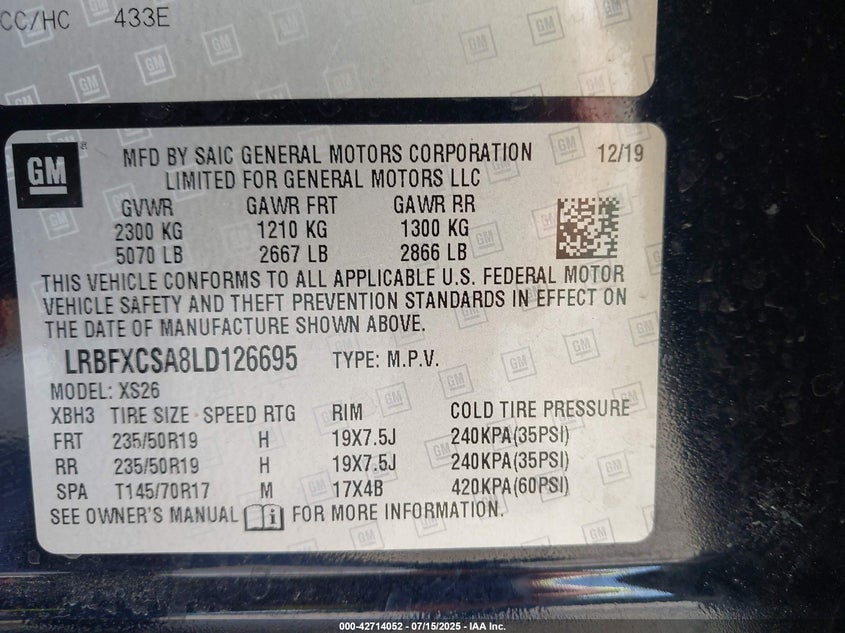 CC/HC 433E
GM
MFD BY SAIC GENERAL MOTORS CORPORATION 12/19
LIMITED FOR GENERAL MOTORS LLC
GVWR GAWR FRT GAWR RR
2300 KG 1210 KG 1300 KG
5070 LB 2667 LB 2866 LB
THIS VEHICLE CONFORMS TO ALL APPLICABLE U.S. FEDERAL MOTOR
VEHICLE SAFETY AND THEFT PREVENTION STANDARDS IN EFFECT ON
THE DATE OF MANUFACTURE SHOWN ABOVE.
LRBFXCSA8LD126695 TYPE: M.P.V.
MODEL: XS26
XBH3 TIRE SIZE SPEED RTG RIM COLD TIRE PRESSURE
FRT 235/50R19 H 19X7.5J 240KPA(35PSI)
RR 235/50R19 H 19X7.5J 240KPA(35PSI)
SPA T145/70R17 M 17X4B 420KPA(60PSI)
SEE OWNER'S MANUAL i FOR MORE INFORMATION.
000-42714052 - 07/15/2025 - IAA Inc.